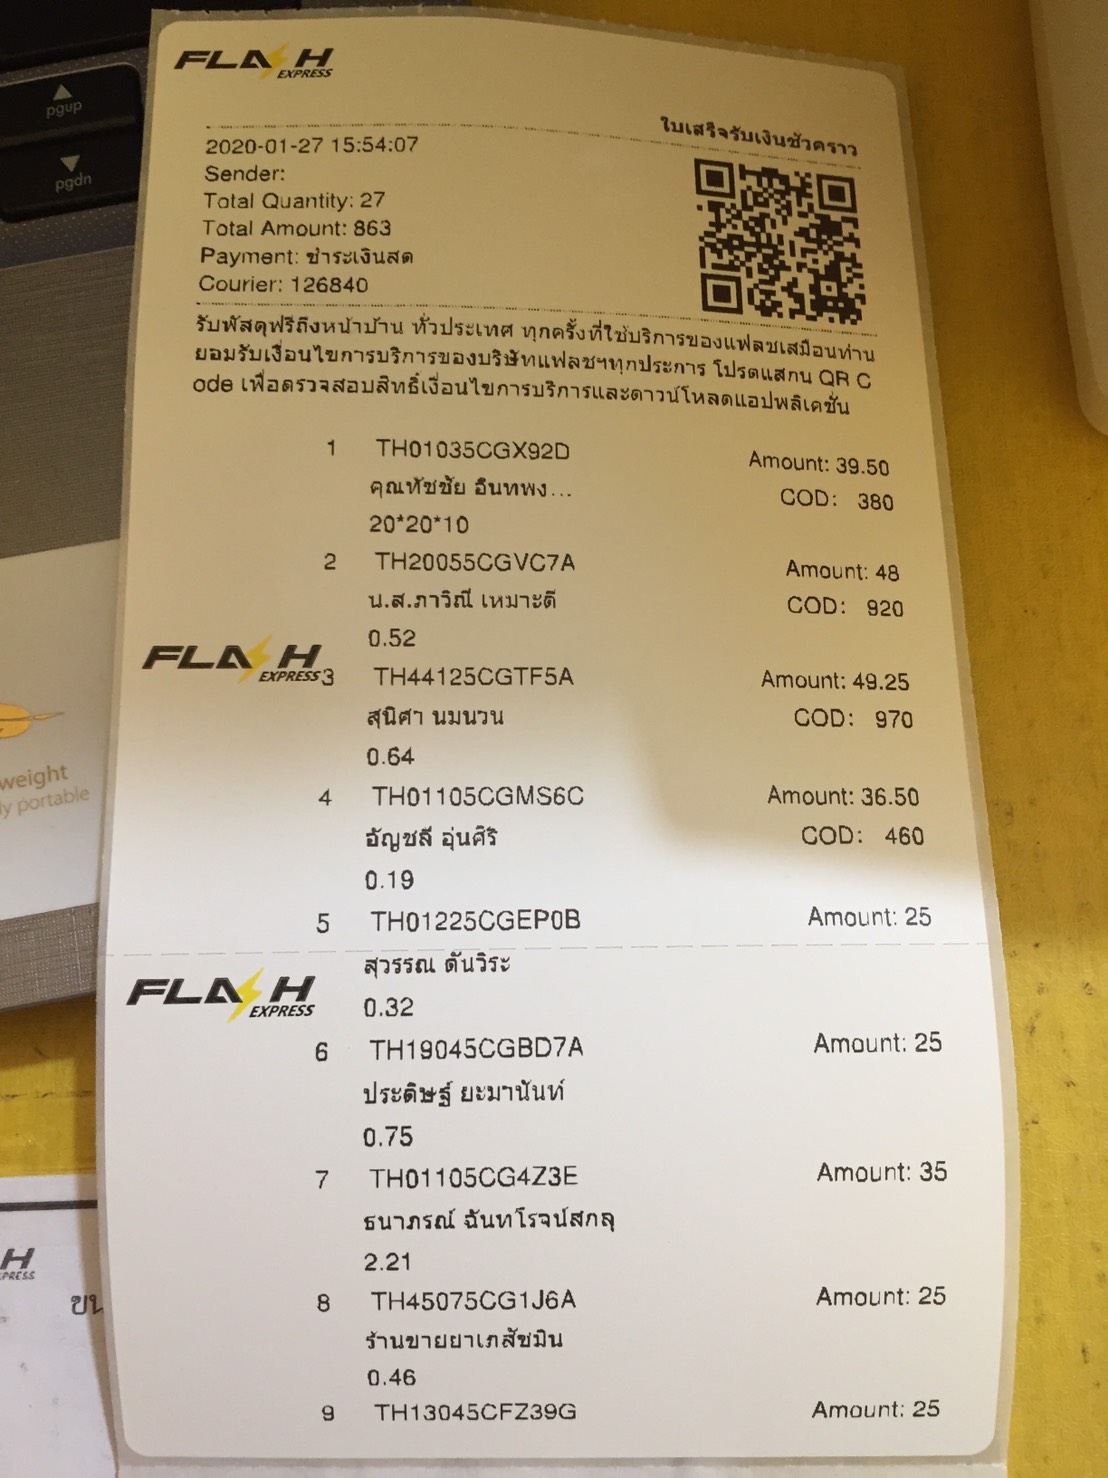 pgup
pgdn
FLASH EXPRESS
ใบเสร็จรับเงินชั่วคราว
2020-01-27 15:54:07
Sender:
Total Quantity: 27
Total Amount: 863
Payment: ชำระเงินสด
Courier: 126840
รับพัสดุฟรีถึงหน้าบ้าน ทั่วประเทศ ทุกครั้งที่ใช้บริการของแฟลชเสมือนท่าน
ยอมรับเงื่อนไขการบริการของบริษัทแฟลชฯทุกประการ โปรดแสกน QR C
ode เพื่อตรวจสอบสิทธิ์เงื่อนไขการบริการและดาวน์โหลดแอปพลิเคชั่น
1 TH01035CGX92D Amount: 39.50
คุณทัชชัย อินทพง... COD: 380
20*20*10
2 TH20055CGVC7A Amount: 48
น.ส.ภาวิณี เหมาะดี COD: 920
0.52
FLASH EXPRESS
3 TH44125CGTF5A Amount: 49.25
สุนิศา นมนวน COD: 970
0.64
weight
ly portable
4 TH01105CGMS6C Amount: 36.50
อัญชลี อุ่นศิริ COD: 460
0.19
5 TH01225CGEP0B Amount: 25
สุวรรณ ตันวิระ
FLASH EXPRESS
0.32
6 TH19045CGBD7A Amount: 25
ประดิษฐ์ ยะมานันท์
0.75
7 TH01105CG4Z3E Amount: 35
ธนาภรณ์ ฉันทโรจน์สกลุ
2.21
H
PRESS
ขน
8 TH45075CG1J6A Amount: 25
ร้านขายยาเภสัชมิน
0.46
9 TH13045CFZ39G Amount: 25